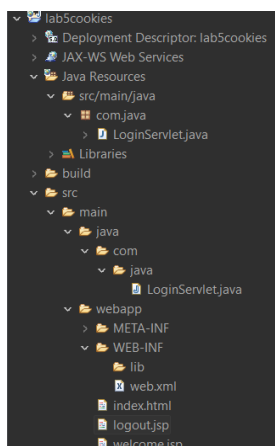 lab5cookies
Deployment Descriptor: lab5cookies
JAX-WS Web Services
Java Resources
src/main/java
com.java
LoginServlet.java
Libraries
build
src
main
java
com
java
LoginServlet.java
webapp
META-INF
WEB-INF
lib
web.xml
index.html
logout.jsp
welcome.jsp